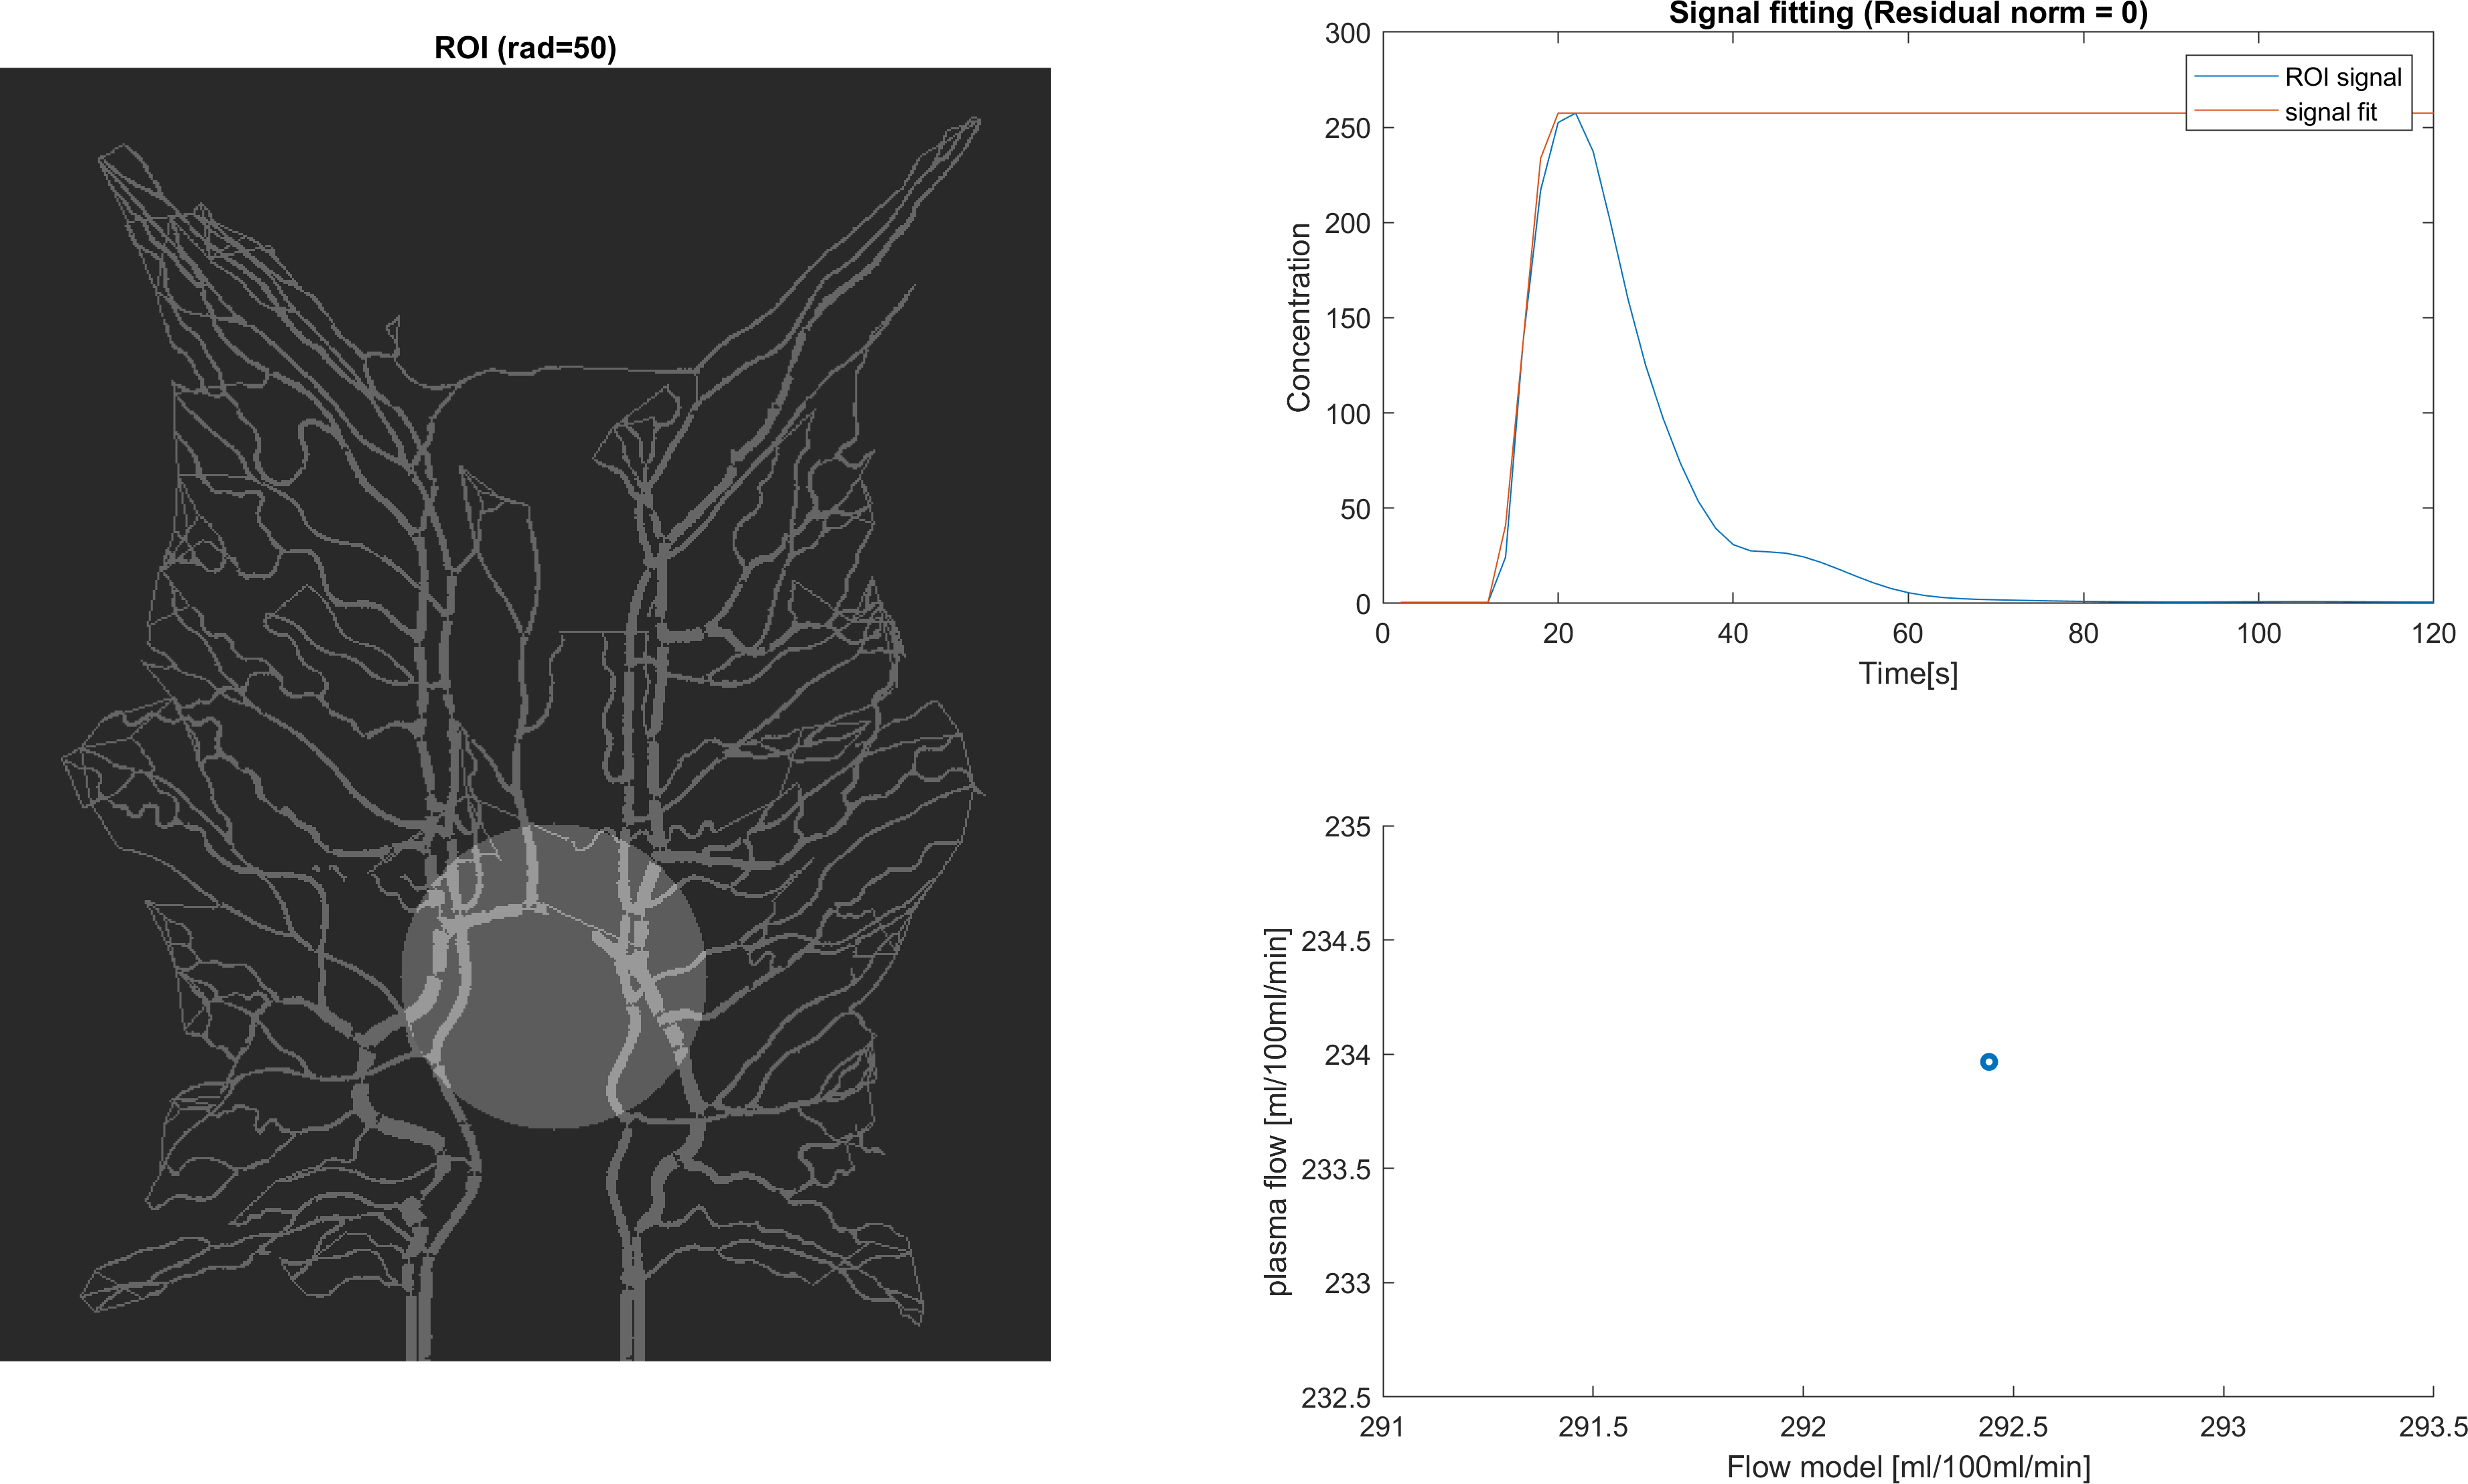 ROI (rad=50)
Signal fitting (Residual norm = 0)
300
250
200
150
100
50
0
Concentration
ROI signal
signal fit
0 20 40 60 80 100 120
Time[s]
235
234.5
234
233.5
233
232.5
plasma flow [ml/100ml/min]
291 291.5 292 292.5 293 293.5
Flow model [ml/100ml/min]